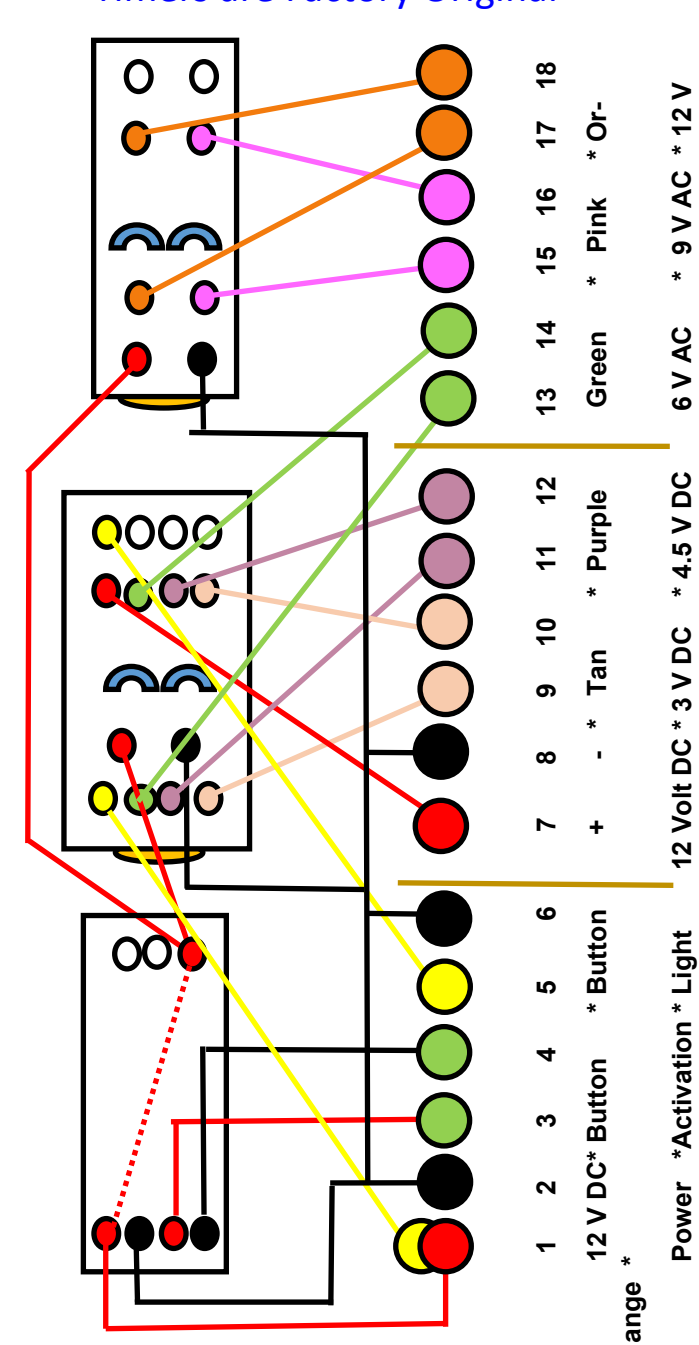 Timers are Factory Original
1 2 3 4 5 6 7 8 9 10 11 12 13 14 15 16 17 18
12 V DC* Button * Button + - * Tan * Purple Green * Pink * Or-
ange *
Power *Activation * Light 12 Volt DC * 3 V DC * 4.5 V DC 6 V AC * 9 V AC * 12 V